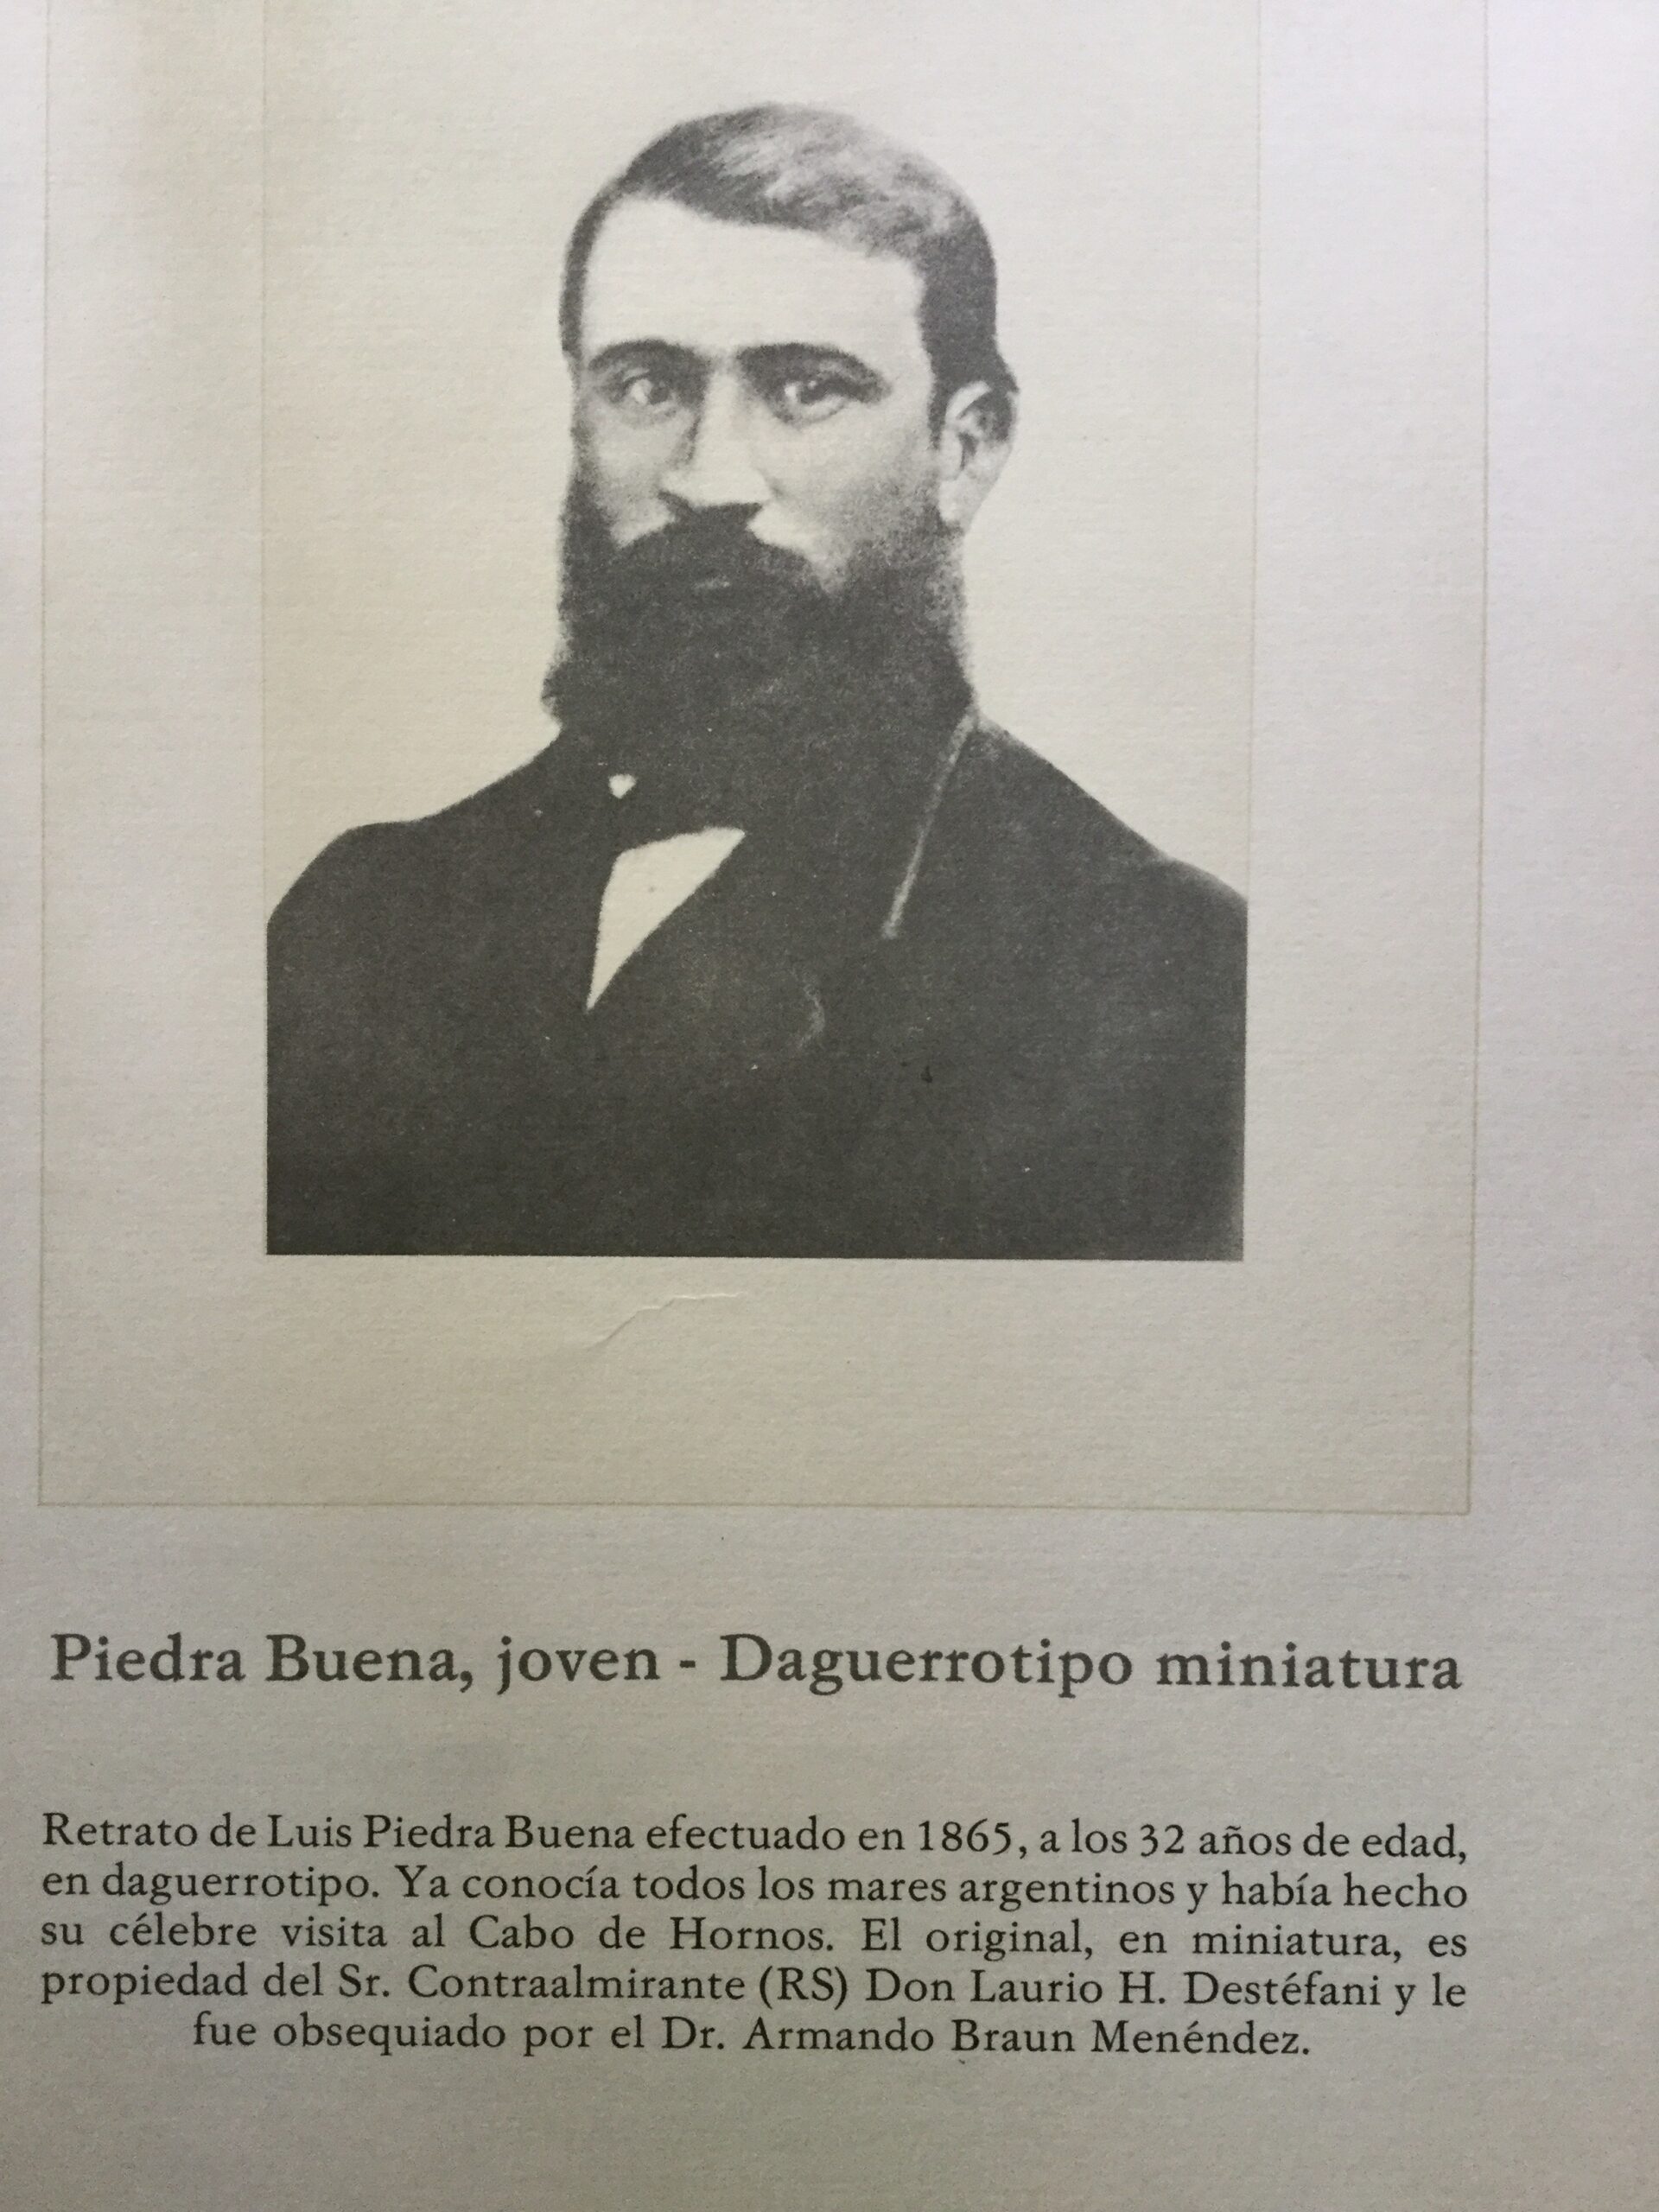 Piedra Buena, joven - Daguerrotipo miniatura
Retrato de Luis Piedra Buena efectuado en 1865, a los 32 años de edad,
en daguerrotipo. Ya conocía todos los mares argentinos y había hecho
su célebre visita al Cabo de Hornos. El original, en miniatura, es
propiedad del Sr. Contraalmirante (RS) Don Laurio H. Destéfani y le
fue obsequiado por el Dr. Armando Braun Menéndez.